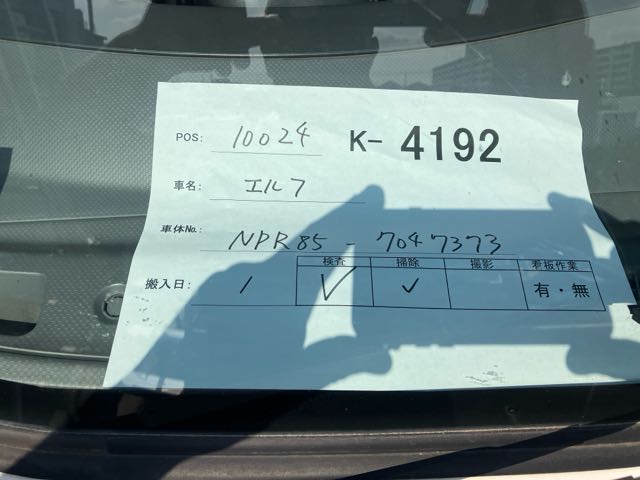 POS: 10024 K- 4192
車名: エルフ
車体No. NPR85-7047373
検査 掃除 撮影 看板作業
搬入日: / ✓ ✓ 有・無